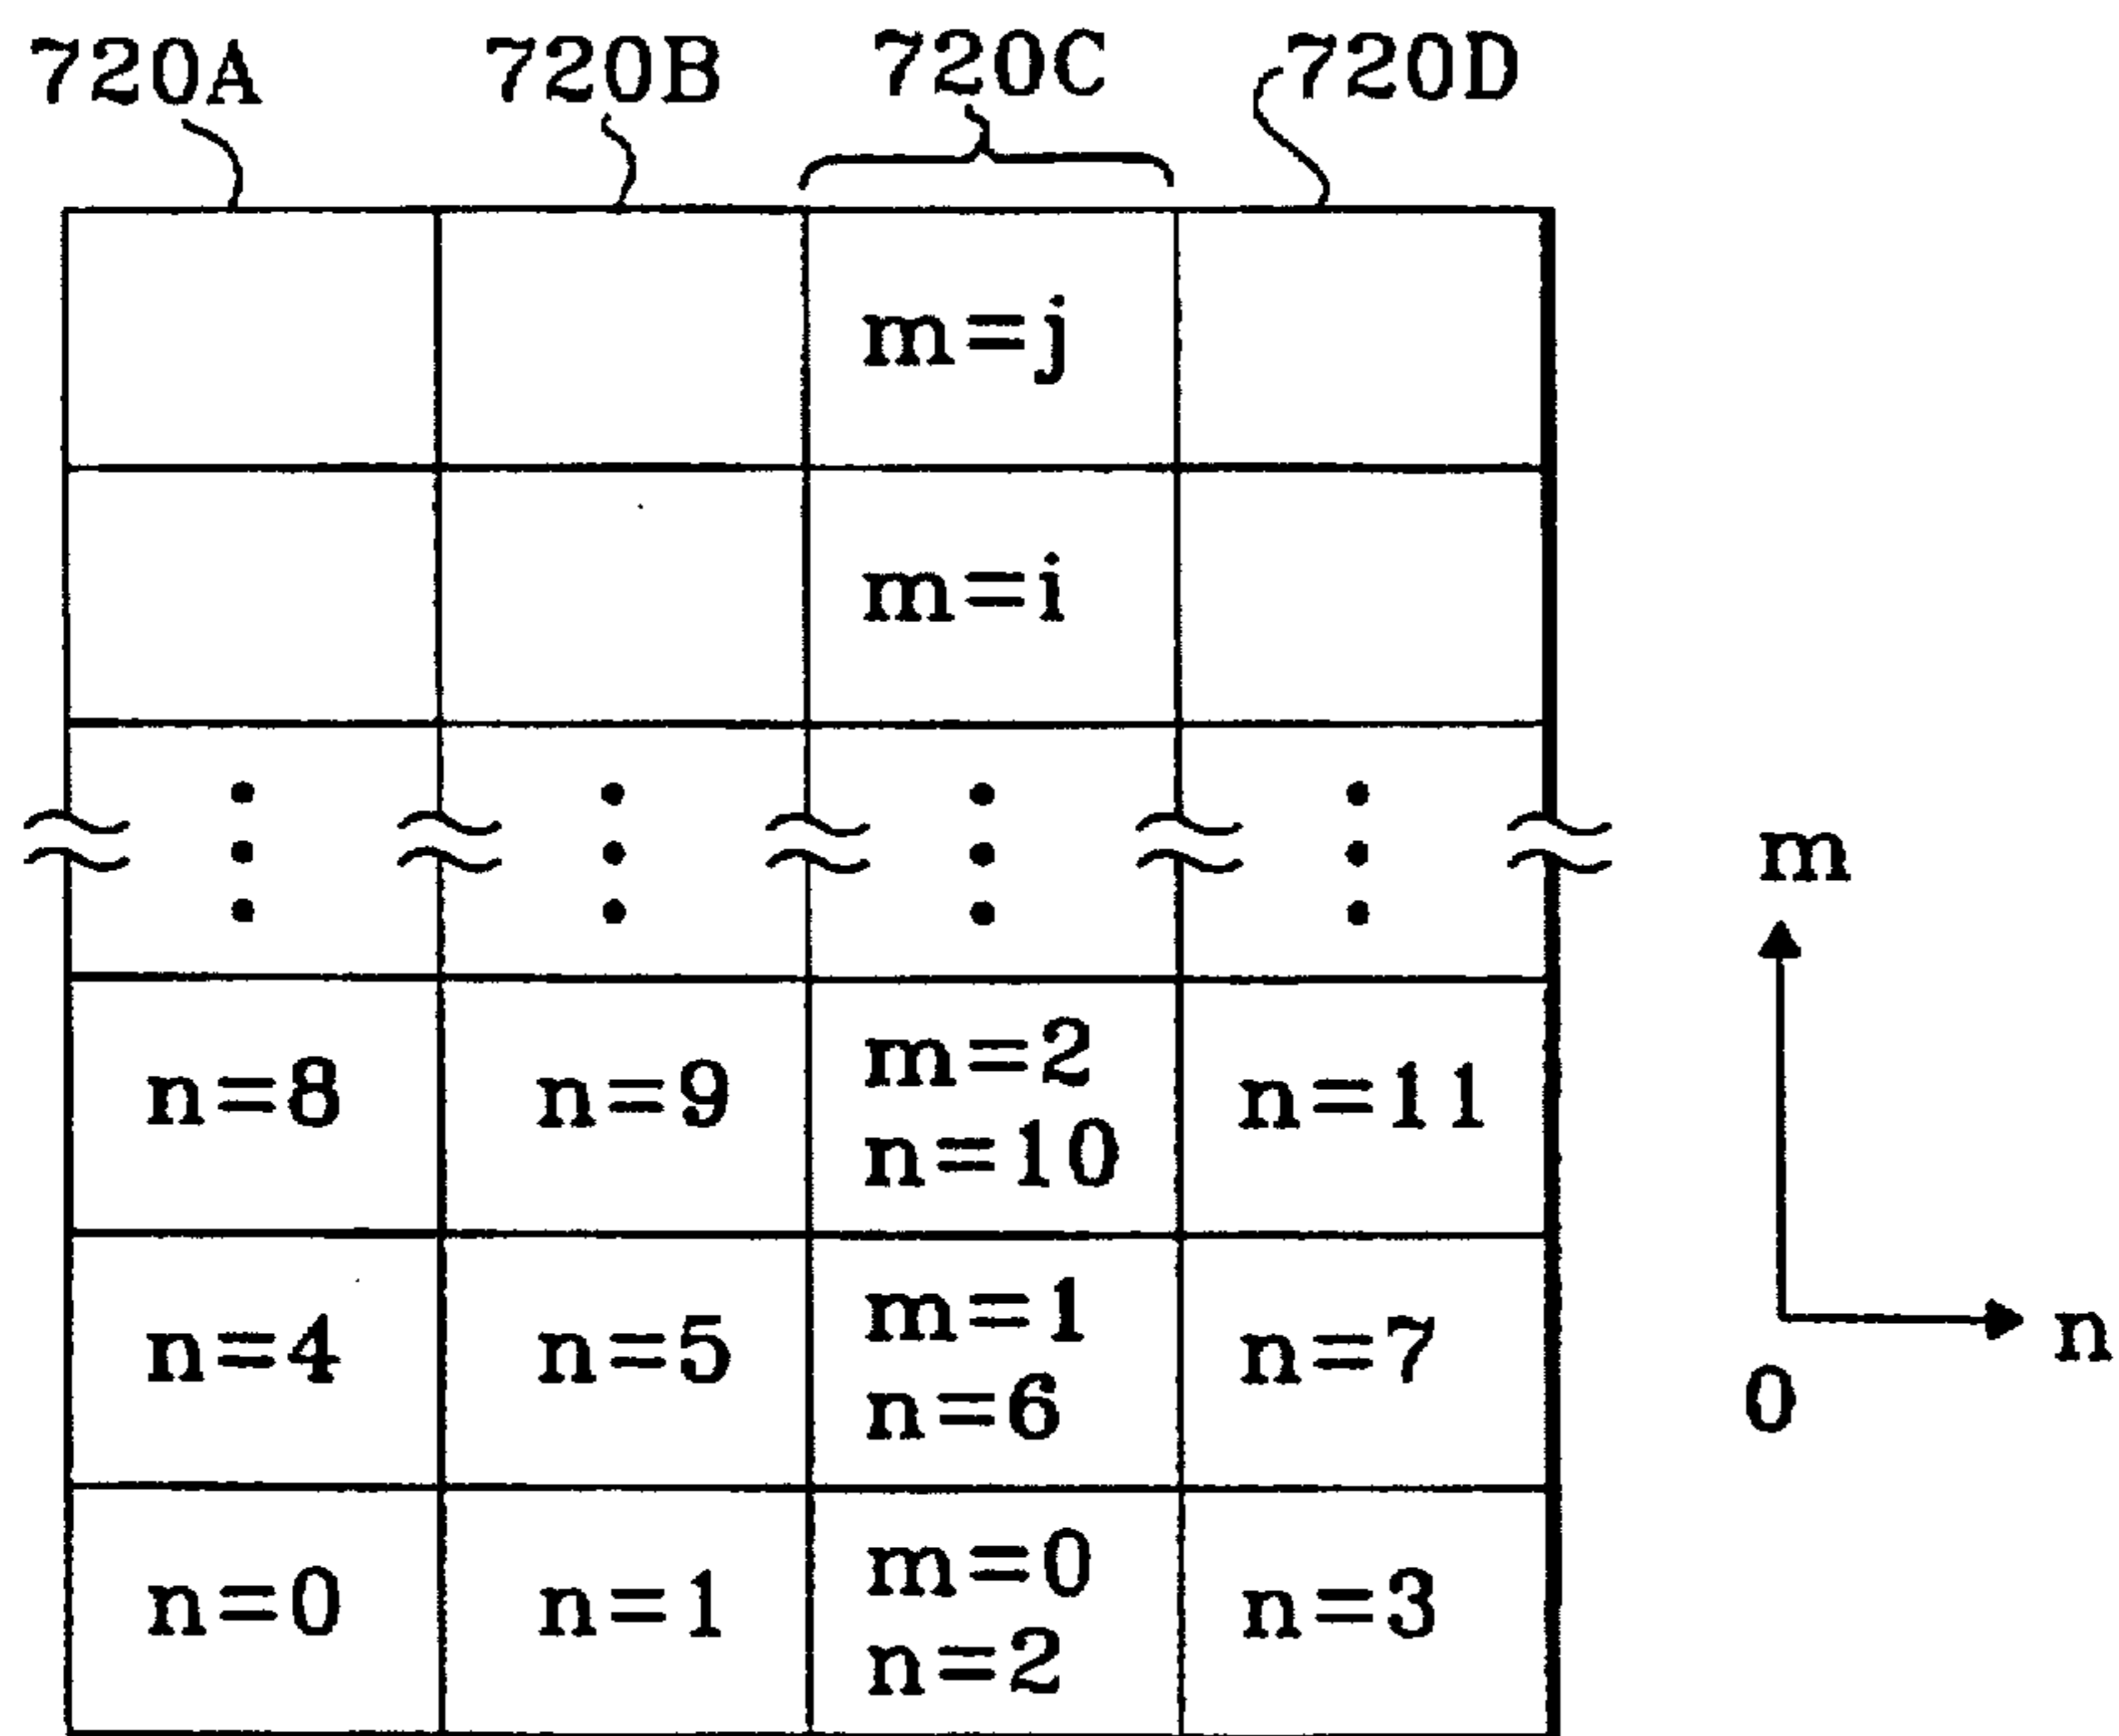 720A 720B 720C 720D
m=j
m=i
m
n=8 n=9 m=2 n=11
n=10
n=4 n=5 m=1 n=7
n=6
n
0
n=0 n=1 m=0 n=3
n=2